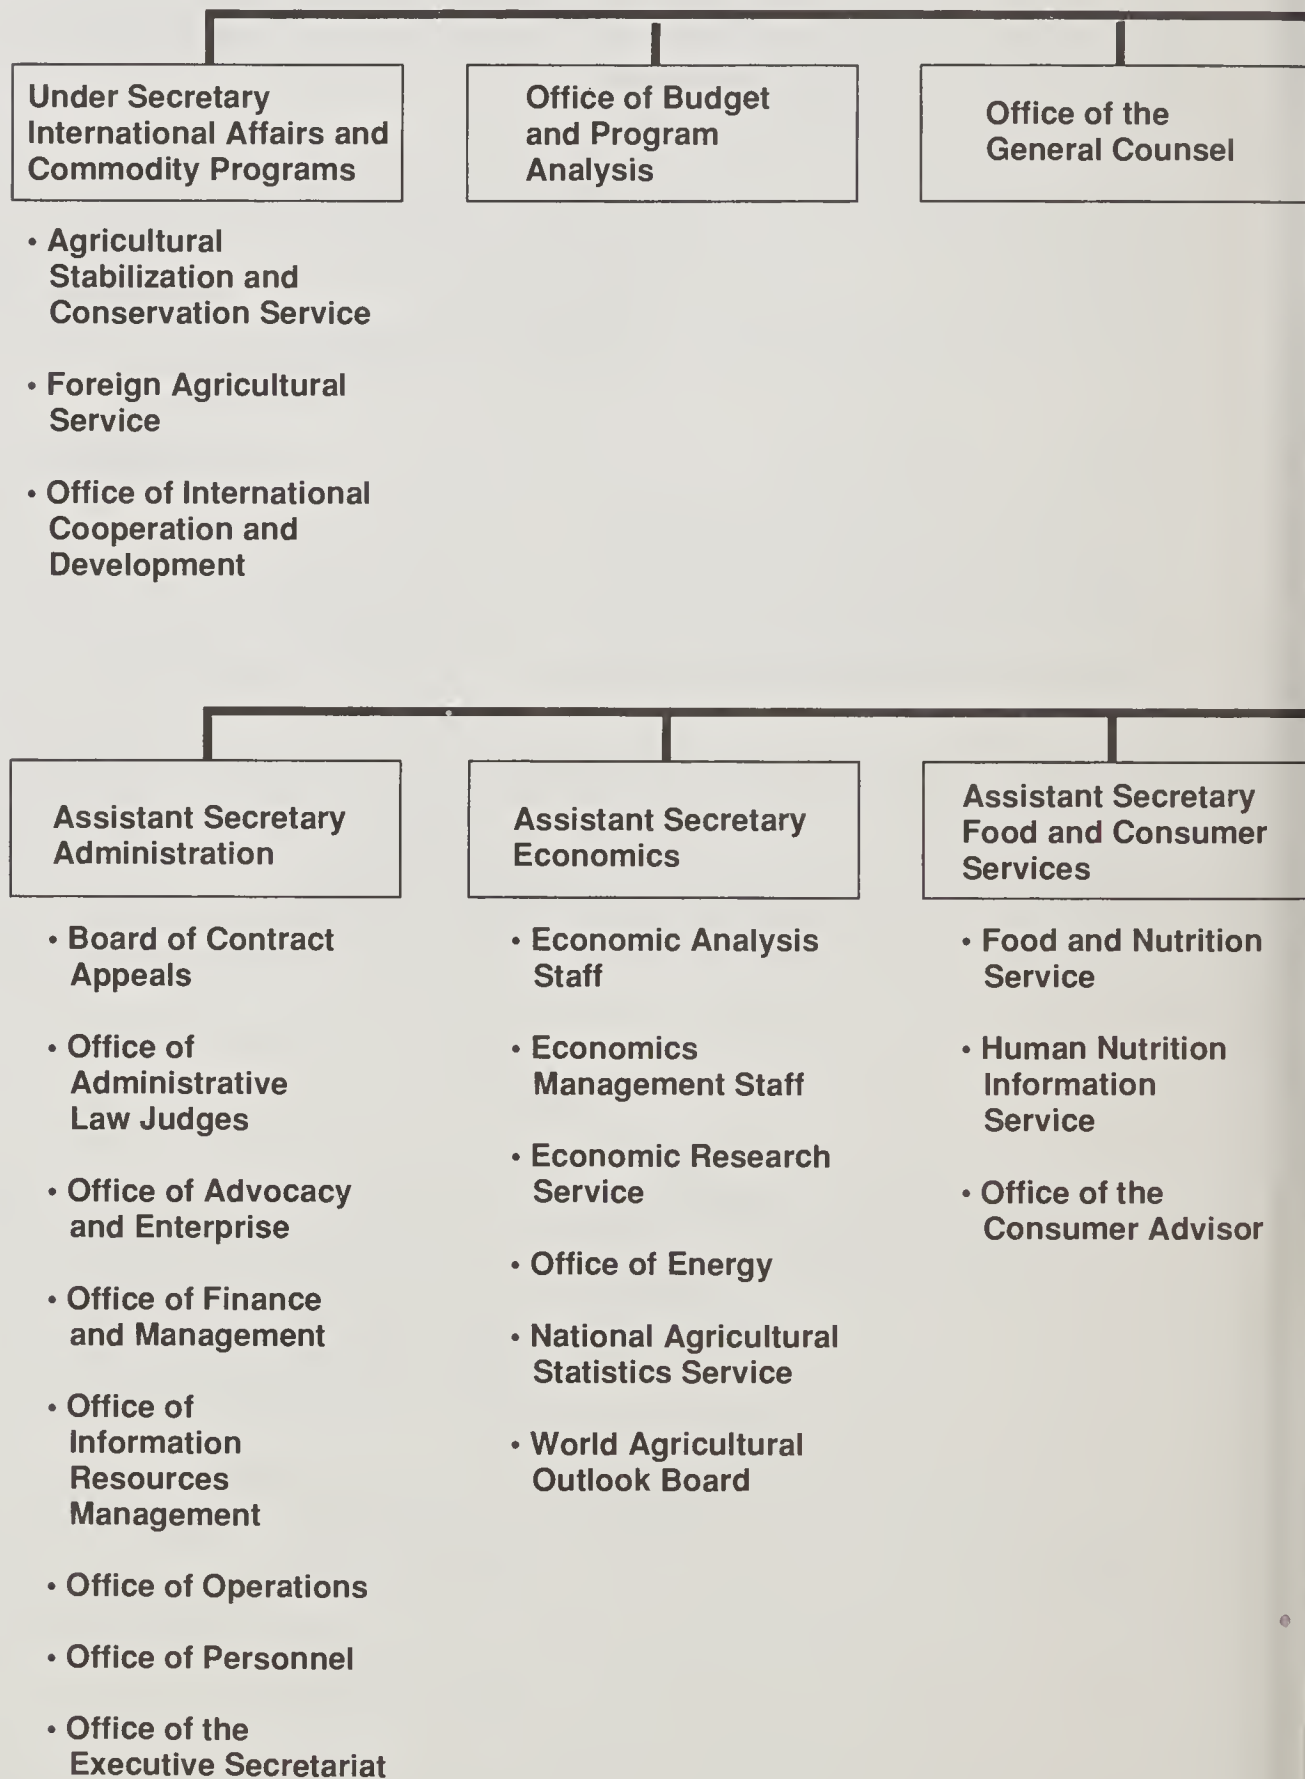 Under Secretary
International Affairs and
Commodity Programs
• Agricultural
Stabilization and
Conservation Service
• Foreign Agricultural
Service
• Office of International
Cooperation and
Development
Office of Budget
and Program
Analysis
Office of the
General Counsel
Assistant Secretary
Administration
• Board of Contract
Appeals
• Office of
Administrative
Law Judges
• Office of Advocacy
and Enterprise
• Office of Finance
and Management
• Office of
Information
Resources
Management
• Office of Operations
• Office of Personnel
• Office of the
Executive Secretariat
Assistant Secretary
Economics
• Economic Analysis
Staff
• Economics
Management Staff
• Economic Research
Service
• Office of Energy
• National Agricultural
Statistics Service
• World Agricultural
Outlook Board
Assistant Secretary
Food and Consumer
Services
• Food and Nutrition
Service
• Human Nutrition
Information
Service
• Office of the
Consumer Advisor